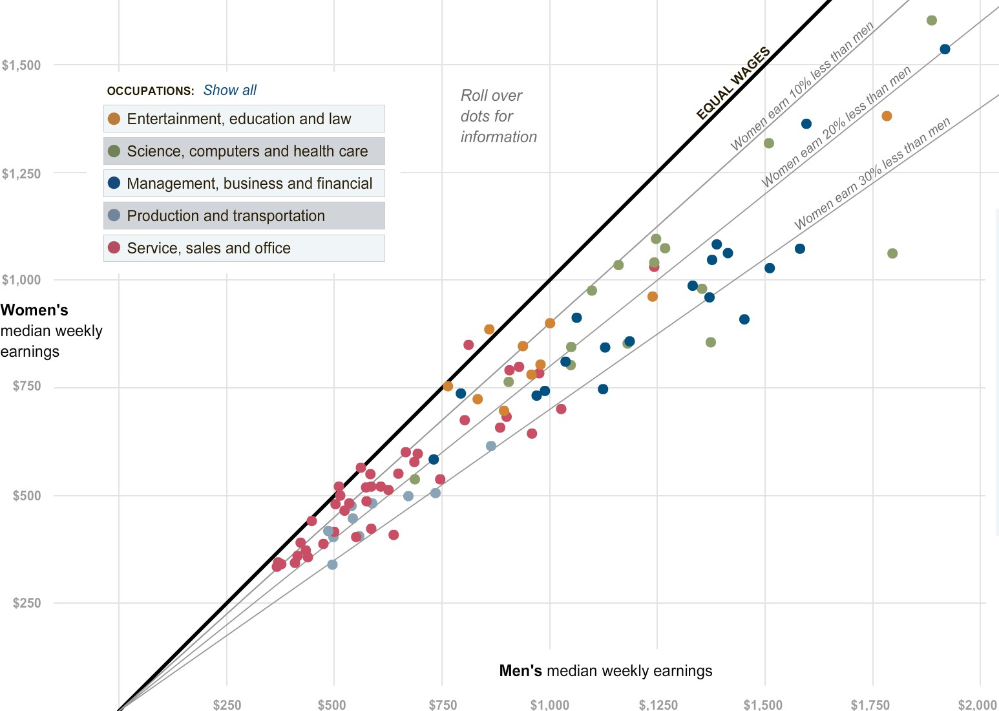 $1,500
$1,250
$1,000
Women's
median weekly
earnings
$750
$500
$250
OCCUPATIONS: Show all
Entertainment, education and law
Science, computers and health care
Management, business and financial
Production and transportation
Service, sales and office
Roll over
dots for
information
EQUAL WAGES
Women earn 10% less than men
Women earn 20% less than men
Women earn 30% less than men
Men's median weekly earnings
$250
$500
$750
$1,000
$,1250
$1,500
$1,750
$2,000